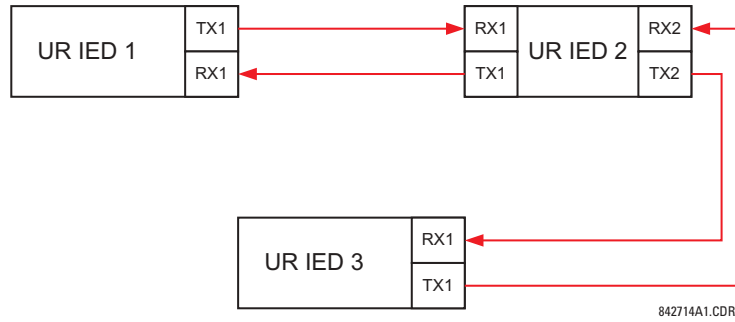 UR IED 1
TX1
RX1
RX1
TX1
UR IED 2
RX2
TX2
UR IED 3
RX1
TX1
842714A1.CDR